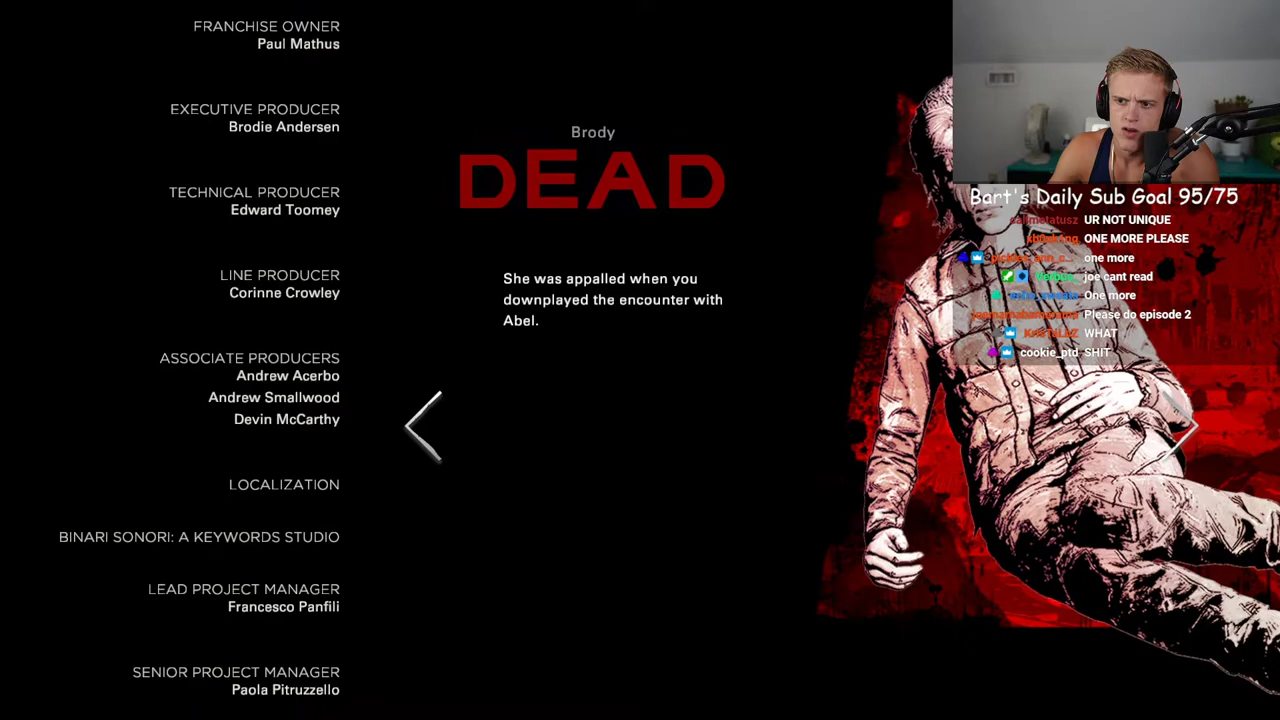 FRANCHISE OWNER
Paul Mathus
EXECUTIVE PRODUCER
Brodie Andersen
TECHNICAL PRODUCER
Edward Toomey
LINE PRODUCER
Corinne Crowley
ASSOCIATE PRODUCERS
Andrew Acerbo
Andrew Smallwood
Devin McCarthy
LOCALIZATION
BINARI SONORI: A KEYWORDS STUDIO
LEAD PROJECT MANAGER
Francesco Panfili
SENIOR PROJECT MANAGER
Paola Pitruzzello
Brody
DEAD
She was appalled when you
downplayed the encounter with
Abel.
Bart's Daily Sub Goal 95/75
UR NOT UNIQUE
ONE MORE PLEASE
one more
joe cant read
One more
Please do episode 2
WHAT
cookie_ptd SHIT